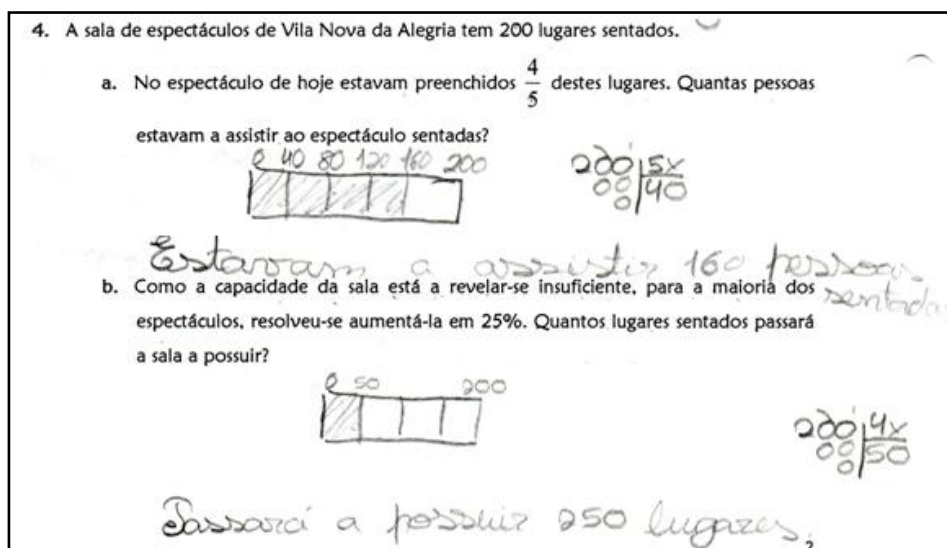 4. A sala de espectáculos de Vila Nova da Alegria tem 200 lugares sentados.
a. No espectáculo de hoje estavam preenchidos 4/5 destes lugares. Quantas pessoas
estavam a assistir ao espectáculo sentadas?
0 40 80 120 160 200
200 | 5x
00 | 40
0
Estavam a assistir 160 pessoas
sentada
b. Como a capacidade da sala está a revelar-se insuficiente, para a maioria dos
espectáculos, resolveu-se aumentá-la em 25%. Quantos lugares sentados passará
a sala a possuir?
0 50 200
200 | 4x
00 | 50
0
Passará a possuir 250 lugares.